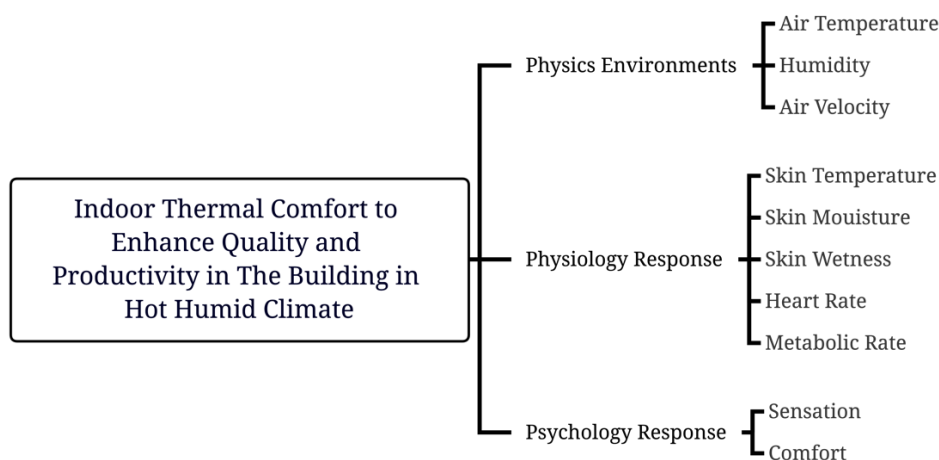 Indoor Thermal Comfort to
Enhance Quality and
Productivity in The Building in
Hot Humid Climate
Physics Environments
Air Temperature
Humidity
Air Velocity
Physiology Response
Skin Temperature
Skin Mouisture
Skin Wetness
Heart Rate
Metabolic Rate
Psychology Response
Sensation
Comfort